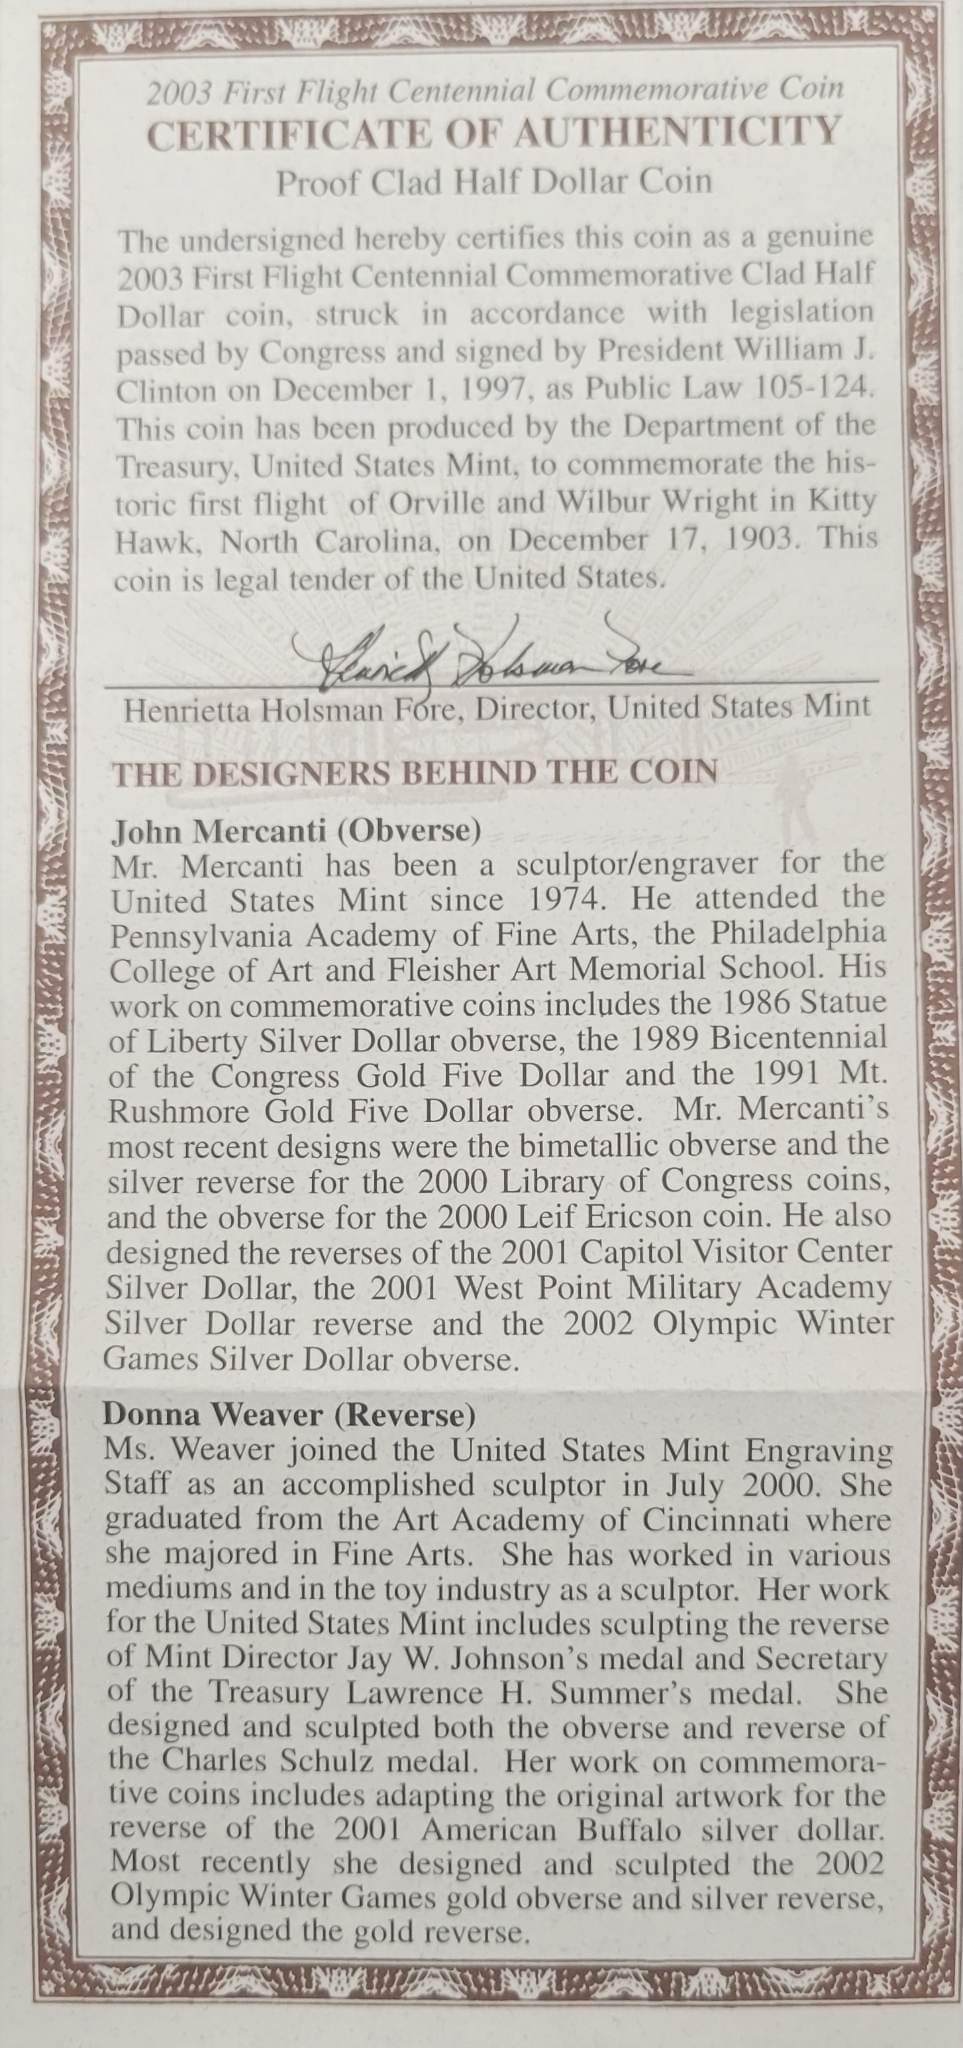 2003 First Flight Centennial Commemorative Coin
CERTIFICATE OF AUTHENTICITY
Proof Clad Half Dollar Coin
The undersigned hereby certifies this coin as a genuine
2003 First Flight Centennial Commemorative Clad Half
Dollar coin, struck in accordance with legislation
passed by Congress and signed by President William J.
Clinton on December 1, 1997, as Public Law 105-124.
This coin has been produced by the Department of the
Treasury, United States Mint, to commemorate the his-
toric first flight of Orville and Wilbur Wright in Kitty
Hawk, North Carolina, on December 17, 1903. This
coin is legal tender of the United States.
Henrietta Holsman Fore
Henrietta Holsman Fore, Director, United States Mint
THE DESIGNERS BEHIND THE COIN
John Mercanti (Obverse)
Mr. Mercanti has been a sculptor/engraver for the
United States Mint since 1974. He attended the
Pennsylvania Academy of Fine Arts, the Philadelphia
College of Art and Fleisher Art Memorial School. His
work on commemorative coins includes the 1986 Statue
of Liberty Silver Dollar obverse, the 1989 Bicentennial
of the Congress Gold Five Dollar and the 1991 Mt.
Rushmore Gold Five Dollar obverse. Mr. Mercanti's
most recent designs were the bimetallic obverse and the
silver reverse for the 2000 Library of Congress coins,
and the obverse for the 2000 Leif Ericson coin. He also
designed the reverses of the 2001 Capitol Visitor Center
Silver Dollar, the 2001 West Point Military Academy
Silver Dollar reverse and the 2002 Olympic Winter
Games Silver Dollar obverse.
Donna Weaver (Reverse)
Ms. Weaver joined the United States Mint Engraving
Staff as an accomplished sculptor in July 2000. She
graduated from the Art Academy of Cincinnati where
she majored in Fine Arts. She has worked in various
mediums and in the toy industry as a sculptor. Her work
for the United States Mint includes sculpting the reverse
of Mint Director Jay W. Johnson's medal and Secretary
of the Treasury Lawrence H. Summer's medal. She
designed and sculpted both the obverse and reverse of
the Charles Schulz medal. Her work on commemora-
tive coins includes adapting the original artwork for the
reverse of the 2001 American Buffalo silver dollar.
Most recently she designed and sculpted the 2002
Olympic Winter Games gold obverse and silver reverse,
and designed the gold reverse.